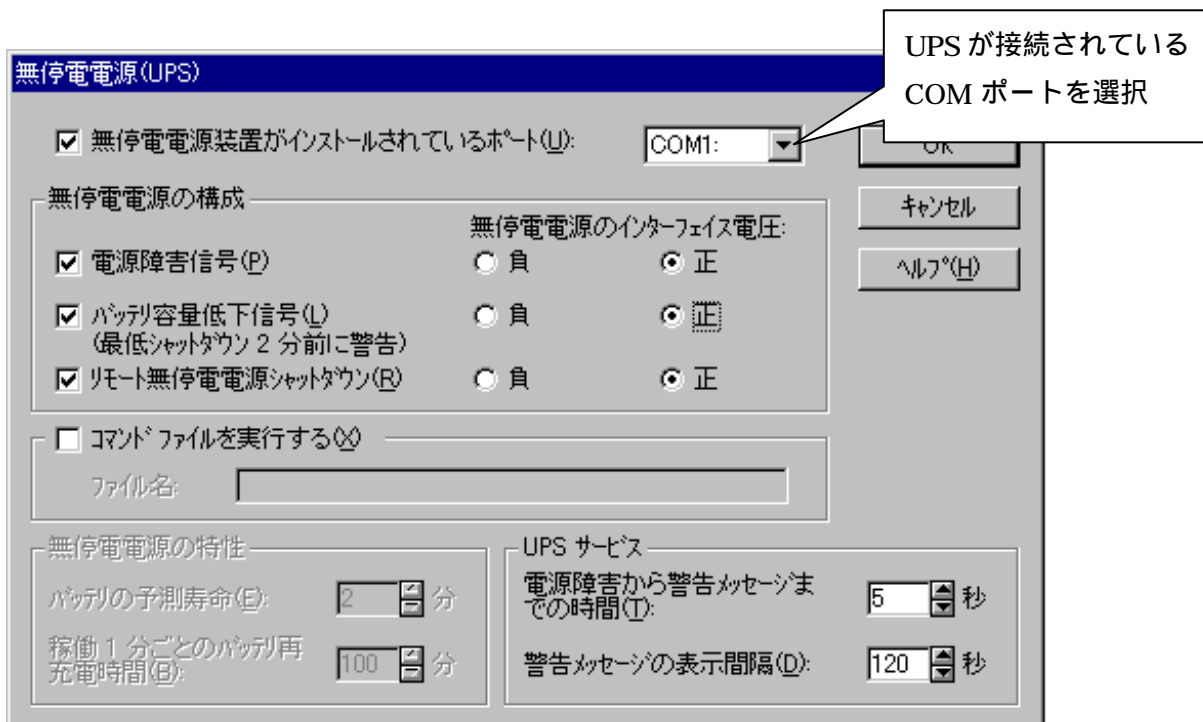 UPS が接続されている
COM ポートを選択
無停電電源(UPS)
無停電電源装置がインストールされているポート(U):
COM1:
OK
無停電電源の構成
キャンセル
無停電電源のインターフェイス電圧:
電源障害信号(P)
負
正
ヘルプ(H)
バッテリ容量低下信号(L)
(最低シャットダウン 2 分前に警告)
負
正
リモート無停電電源シャットダウン(R)
負
正
コマンド ファイルを実行する(X)
ファイル名:
無停電電源の特性
バッテリの予測寿命(E):
2
分
稼働 1 分ごとのバッテリ再
充電時間(B):
100
分
UPS サービス
電源障害から警告メッセージま
での時間(T):
5
秒
警告メッセージの表示間隔(D):
120
秒